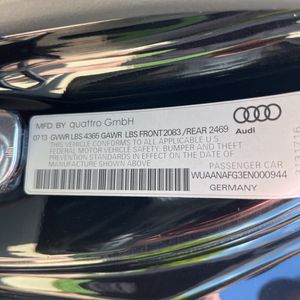 MFD. BY quattro GmbH
07/13 GVWR LBS 4365 GAWR LBS FRONT 2083 / REAR 2469
THIS VEHICLE CONFORMS TO ALL APPLICABLE U.S.
FEDERAL MOTOR VEHICLE SAFETY, BUMPER AND THEFT
PREVENTION STANDARDS IN EFFECT ON THE DATE OF
MANUFACTURE SHOWN ABOVE.
Audi
PASSENGER CAR
WUAANAFG3EN000944
GERMANY